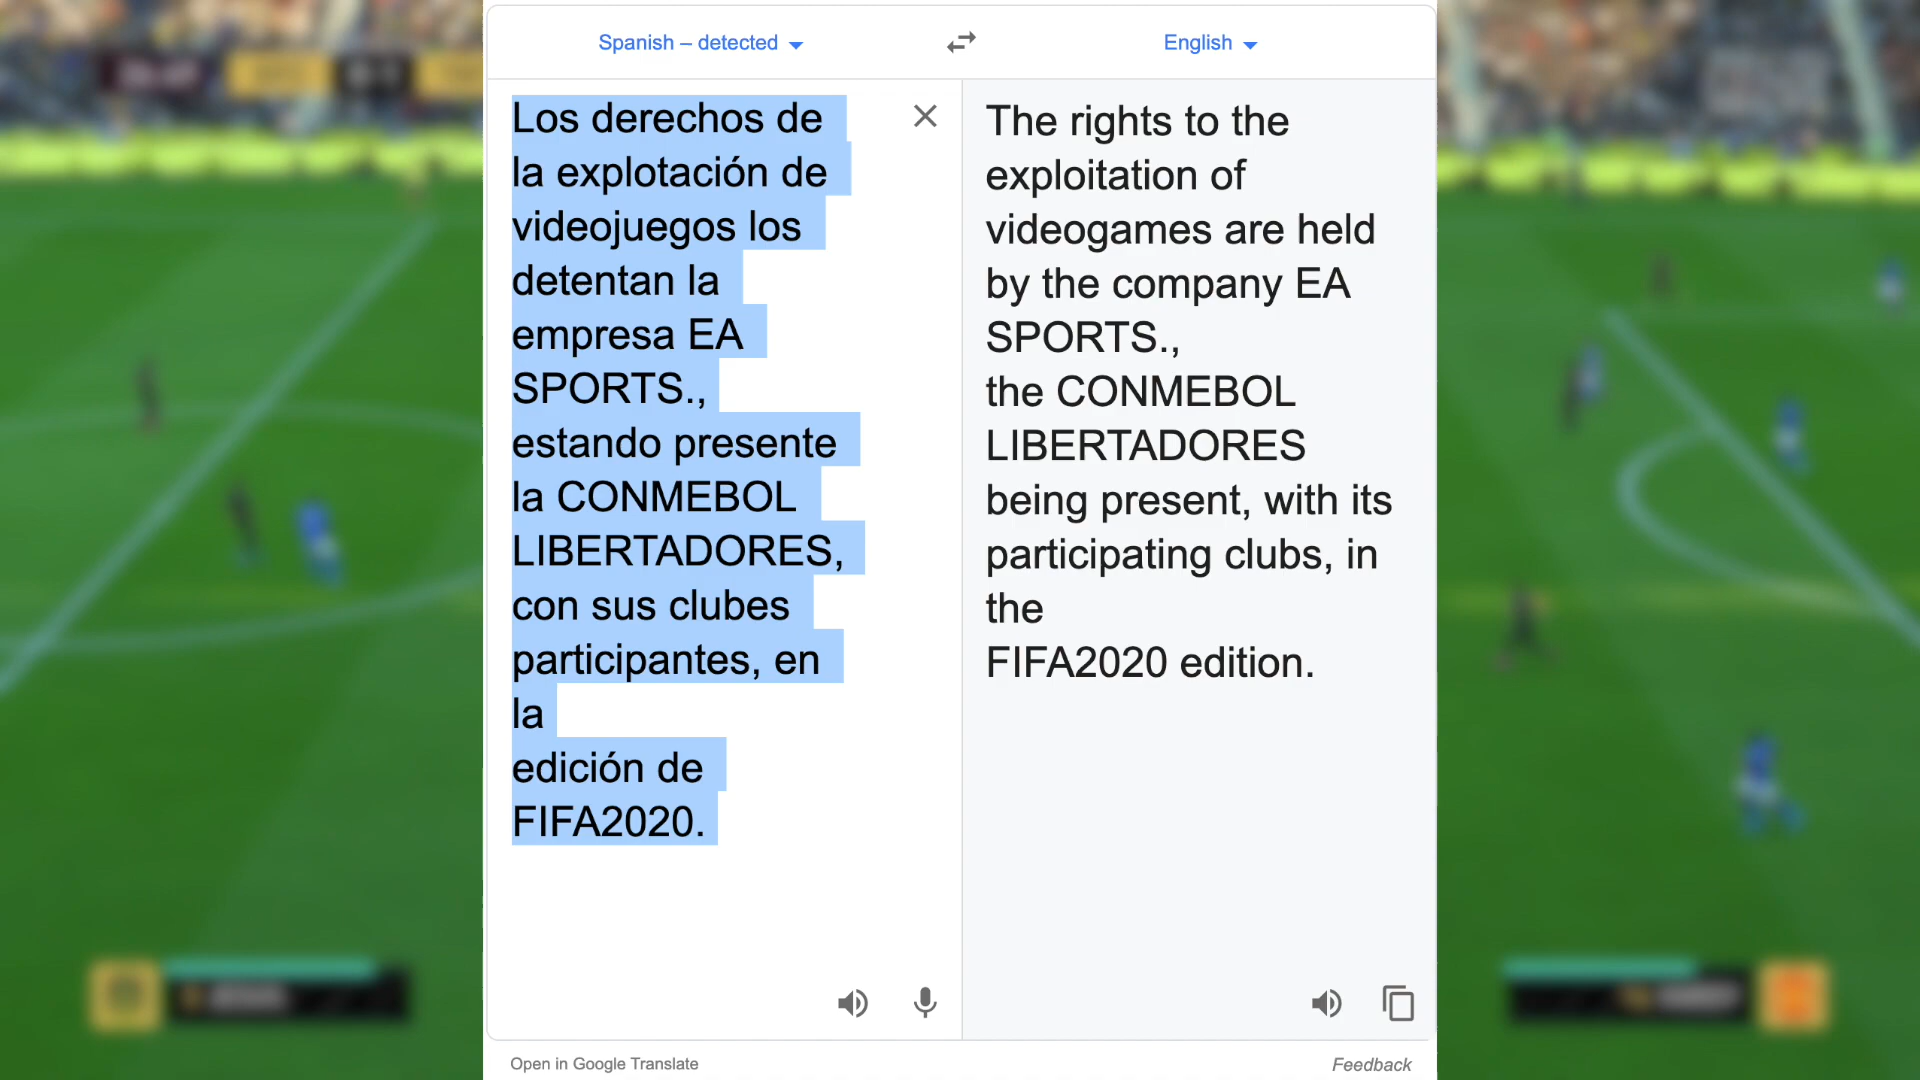 Spanish – detected
English
Los derechos de
la explotación de
videojuegos los
detentan la
empresa EA
SPORTS.,
estando presente
la CONMEBOL
LIBERTADORES,
con sus clubes
participantes, en
la
edición de
FIFA2020.
The rights to the
exploitation of
videogames are held
by the company EA
SPORTS.,
the CONMEBOL
LIBERTADORES
being present, with its
participating clubs, in
the
FIFA2020 edition.
Open in Google Translate
Feedback